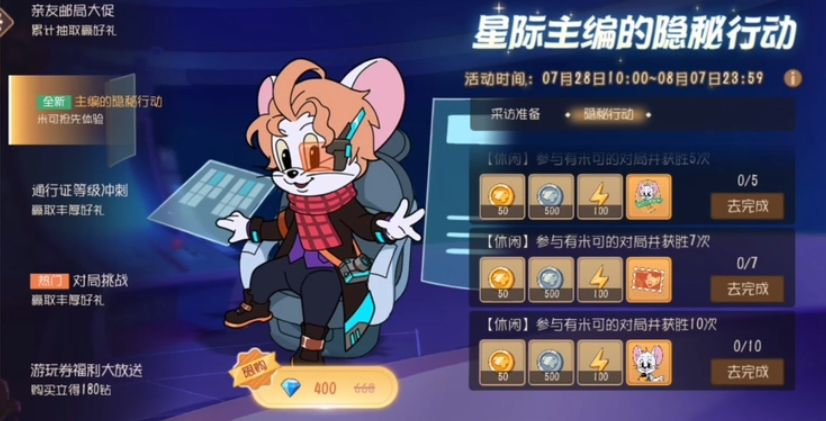 亲友邮局大促
累计抽取赢好礼
全新 主编的隐秘行动
米可抢先体验
通行证等级冲刺
赢取丰厚好礼
热门 对局挑战
赢取丰厚好礼
游玩券福利大放送
购买立得180钻
限购
400 668
星际主编的隐秘行动
活动时间：07月28日10:00~08月07日23:59
采访准备 隐秘行动
【休闲】参与有米可的对局并获胜5次
50 500 100
0/5
去完成
【休闲】参与有米可的对局并获胜7次
50 500 100
0/7
去完成
【休闲】参与有米可的对局并获胜10次
50 500 100
0/10
去完成